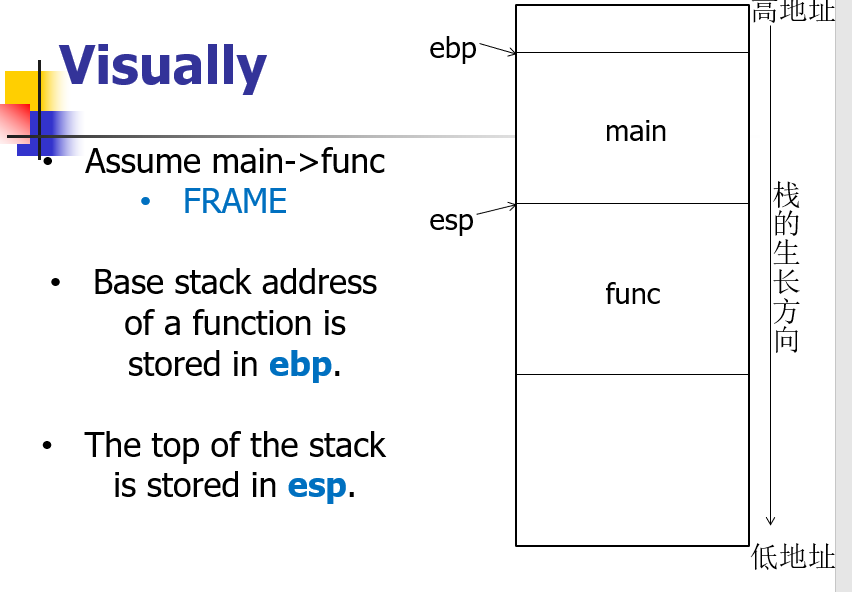 Visually
• Assume main->func
• FRAME
• Base stack address
of a function is
stored in ebp.
• The top of the stack
is stored in esp.
ebp
esp
main
func
高地址
栈的生长方向
低地址